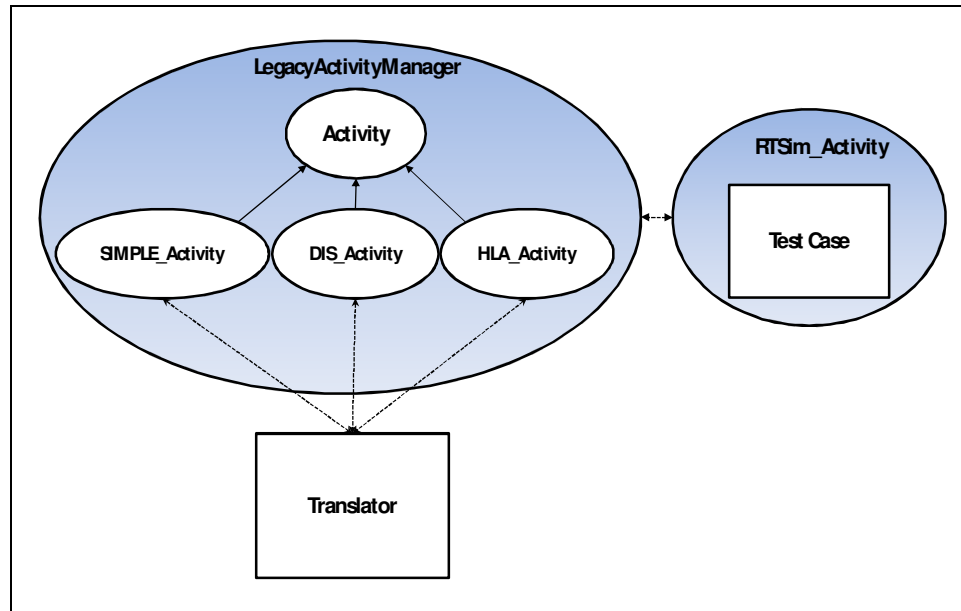 LegacyActivityManager
Activity
SIMPLE_Activity
DIS_Activity
HLA_Activity
RTSim_Activity
Test Case
Translator